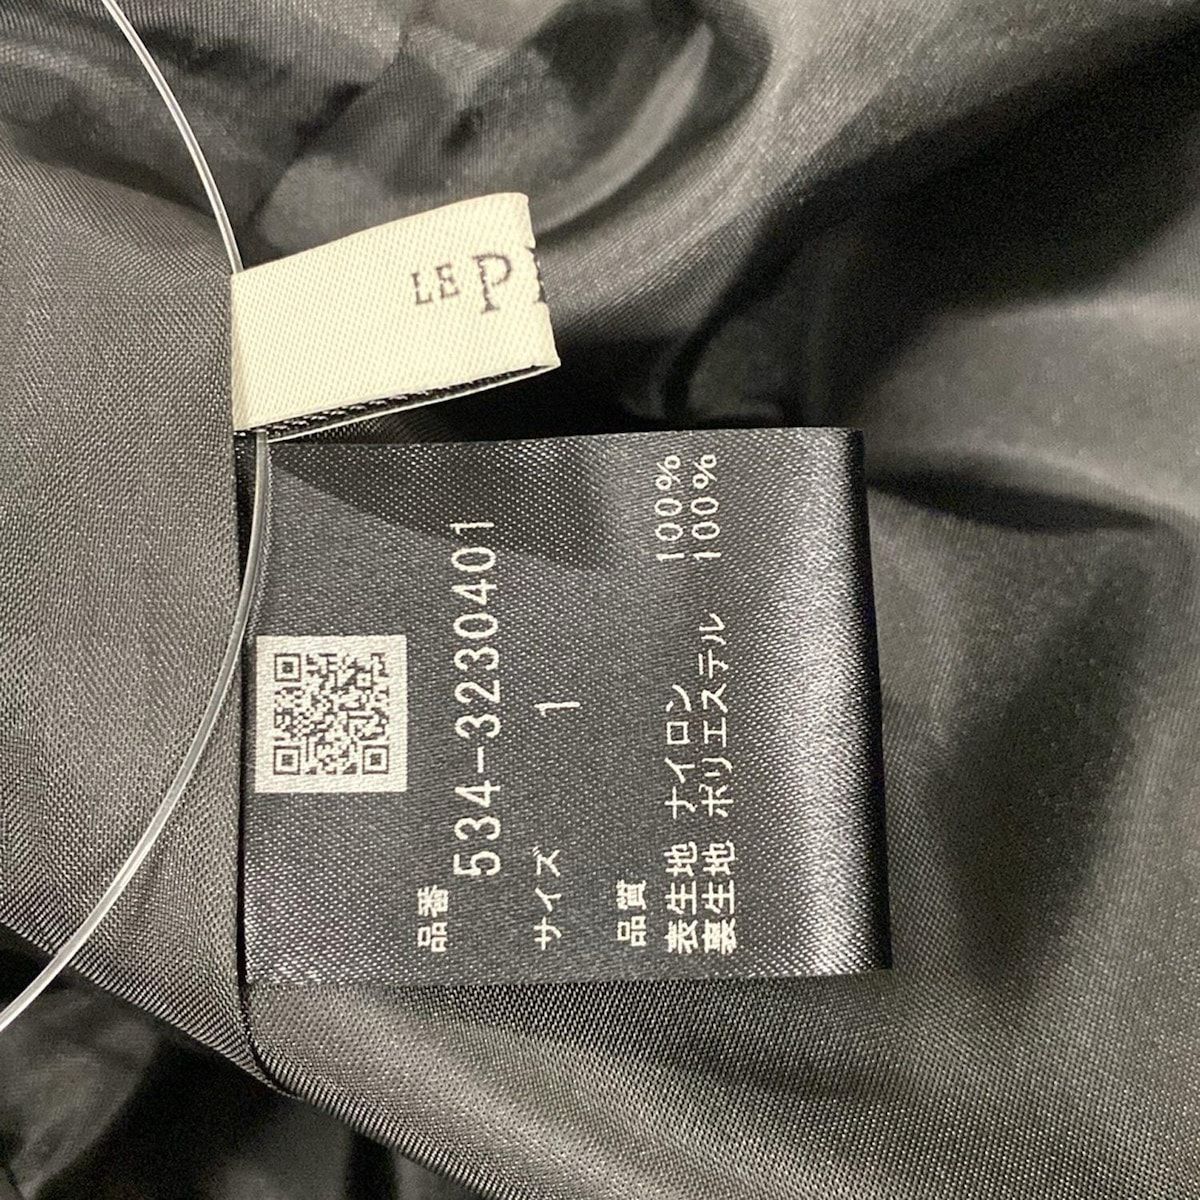 LE P
品番
534-3230401
サイズ 1
品質
表生地 ナイロン 100%
裏生地 ポリエステル 100%